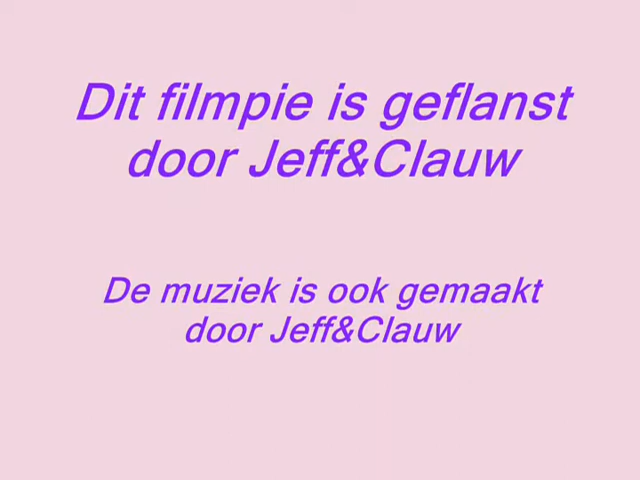 Dit filmpie is geflanst
door Jeff&Clauw
De muziek is ook gemaakt
door Jeff&Clauw